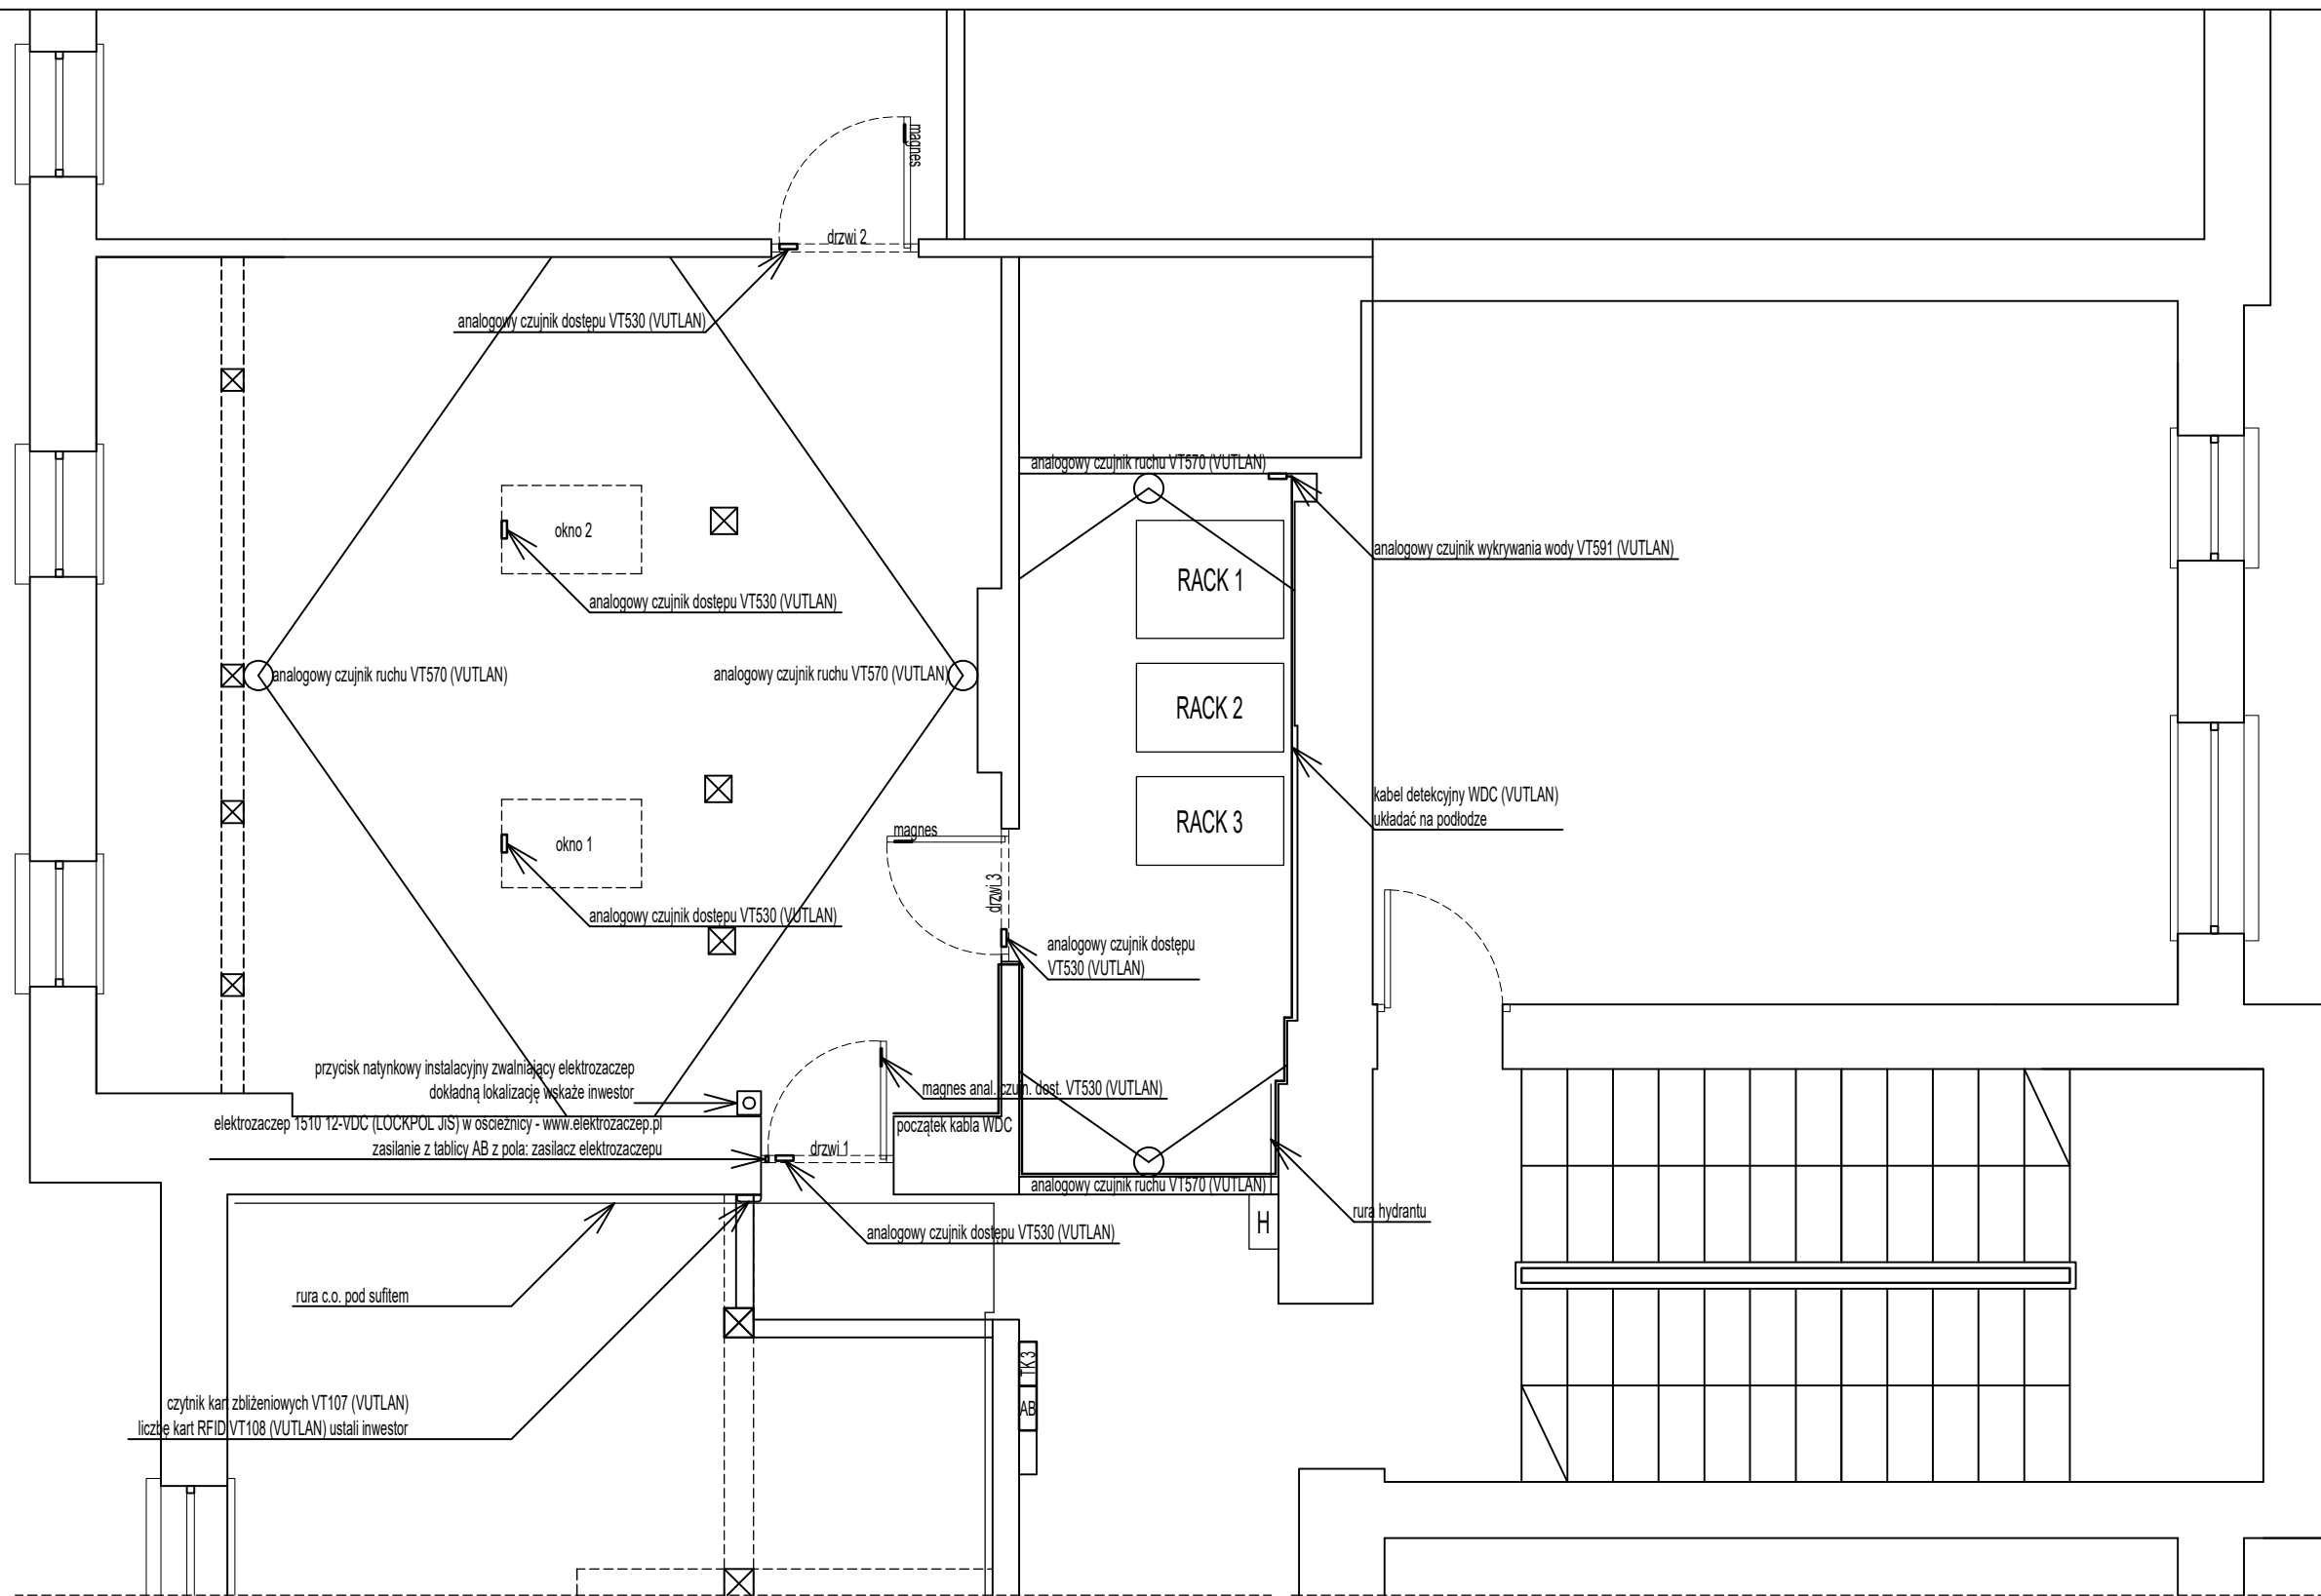 magnes
drzwi 2
analogowy czujnik dostępu VT530 (VUTLAN)
analogowy czujnik ruchu VT570 (VUTLAN)
okno 2
analogowy czujnik wykrywania wody VT591 (VUTLAN)
RACK 1
analogowy czujnik dostępu VT530 (VUTLAN)
analogowy czujnik ruchu VT570 (VUTLAN)
analogowy czujnik ruchu VT570 (VUTLAN)
RACK 2
kabel detekcyjny WDC (VUTLAN)
układać na podłodze
RACK 3
magnes
okno 1
drzwi 3
analogowy czujnik dostępu VT530 (VUTLAN)
analogowy czujnik dostępu
VT530 (VUTLAN)
przycisk natynkowy instalacyjny zwalniający elektrozaczep
dokładną lokalizację wskaże inwestor
magnes anal. czujn. dost. VT530 (VUTLAN)
elektrozaczep 1510 12-VDC (LOCKPOL JiS) w ościeżnicy - www.elektrozaczep.pl
zasilanie z tablicy AB z pola: zasilacz elektrozaczepu
początek kabla WDC
drzwi 1
analogowy czujnik ruchu VT570 (VUTLAN)
rura hydrantu
H
analogowy czujnik dostępu VT530 (VUTLAN)
rura c.o. pod sufitem
TK3
AB
czytnik kart zbliżeniowych VT107 (VUTLAN)
liczbę kart RFID VT108 (VUTLAN) ustali inwestor